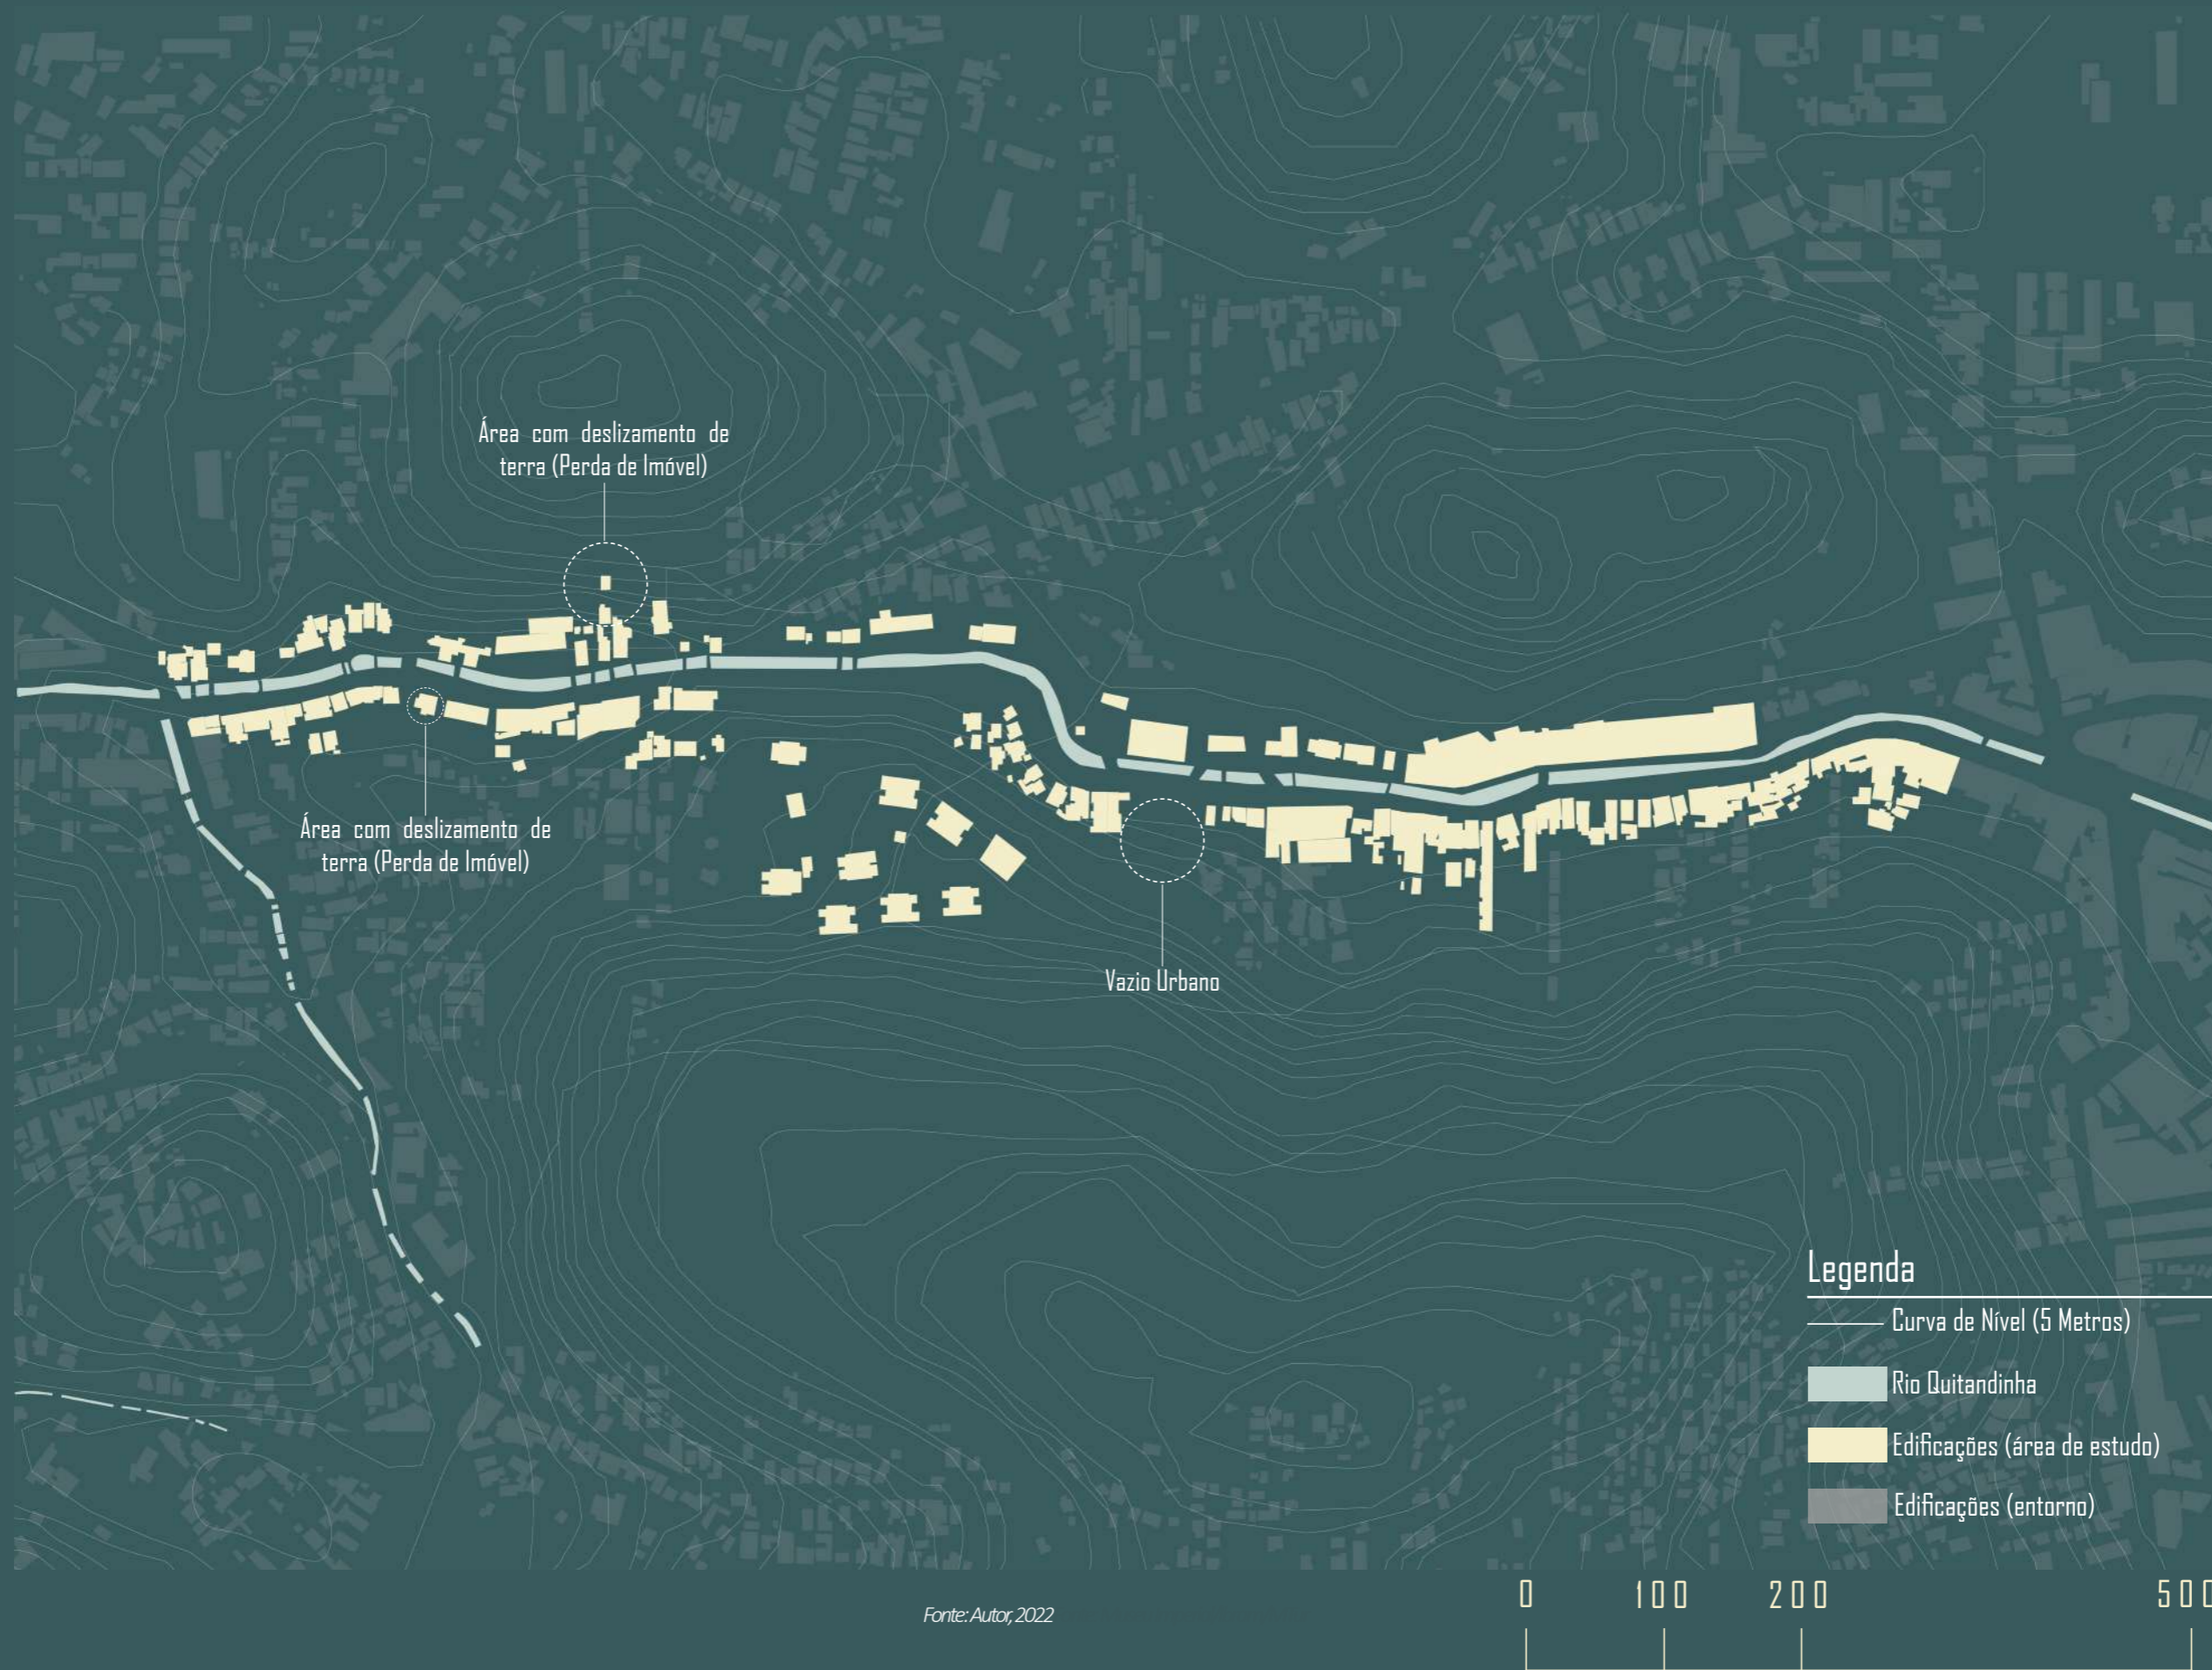 Área com deslizamento de
terra (Perda de Imóvel)
Área com deslizamento de
terra (Perda de Imóvel)
Vazio Urbano
Legenda
Curva de Nível (5 Metros)
Rio Quitandinha
Edificações (área de estudo)
Edificações (entorno)
Fonte: Autor, 2022
0 100 200 500